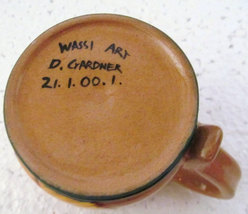 WASSI ART
D. GARDNER
21.1.00.1.